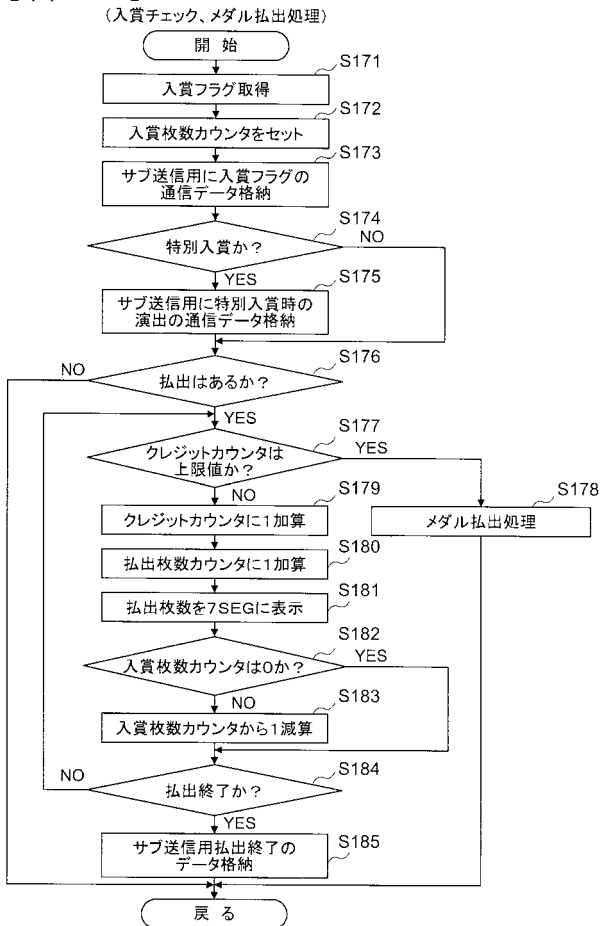 (入賞チェック、メダル払出処理)
開 始
S171
入賞フラグ取得
S172
入賞枚数カウンタをセット
S173
サブ送信用に入賞フラグの
通信データ格納
S174
特別入賞か？
NO
YES
S175
サブ送信用に特別入賞時の
演出の通信データ格納
S176
NO
払出はあるか？
YES
S177
クレジットカウンタは
上限値か？
YES
NO
S178
メダル払出処理
S179
クレジットカウンタに1加算
S180
払出枚数カウンタに1加算
S181
払出枚数を7SEGに表示
S182
入賞枚数カウンタは0か？
YES
NO
S183
入賞枚数カウンタから1減算
S184
NO
払出終了か？
YES
S185
サブ送信用払出終了の
データ格納
戻 る